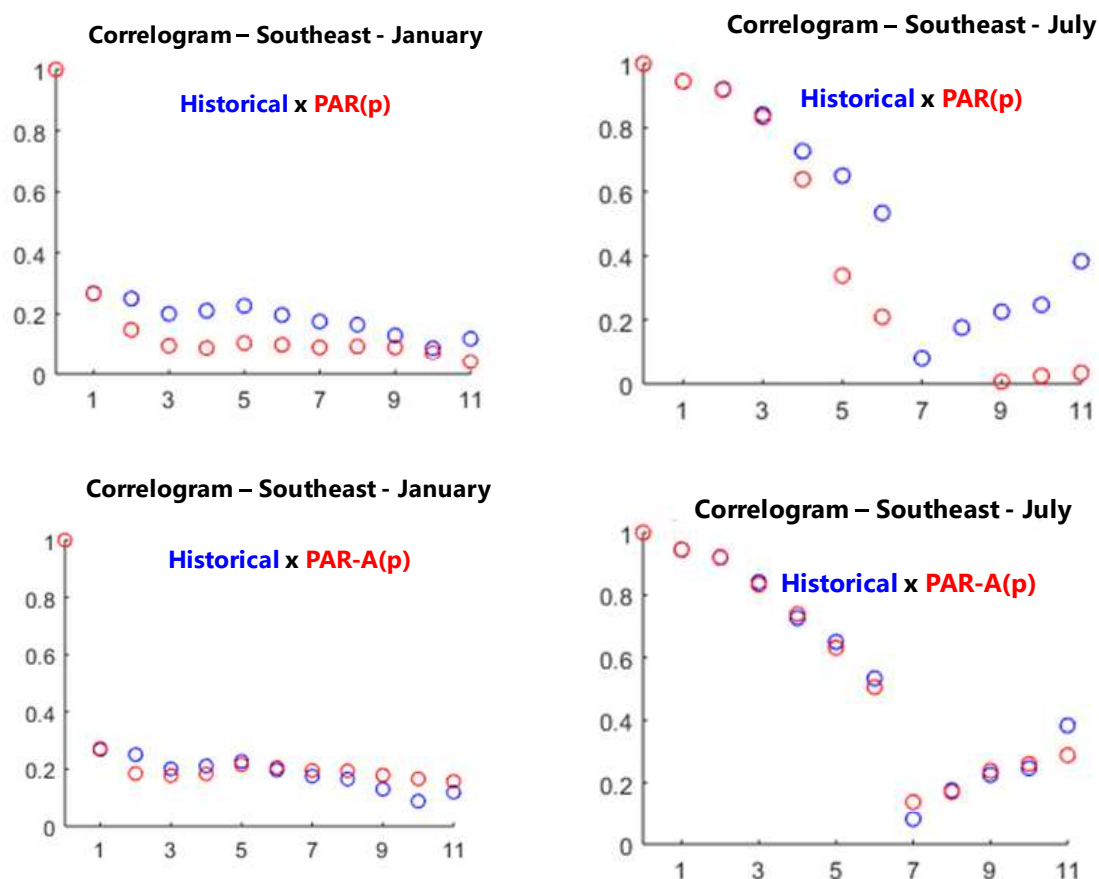 Correlogram – Southeast - January
Historical x PAR(p)
1
0.8
0.6
0.4
0.2
0
1 3 5 7 9 11
Correlogram – Southeast - July
Historical x PAR(p)
1
0.8
0.6
0.4
0.2
0
1 3 5 7 9 11
Correlogram – Southeast - January
Historical x PAR-A(p)
1
0.8
0.6
0.4
0.2
0
1 3 5 7 9 11
Correlogram – Southeast - July
Historical x PAR-A(p)
1
0.8
0.6
0.4
0.2
0
1 3 5 7 9 11